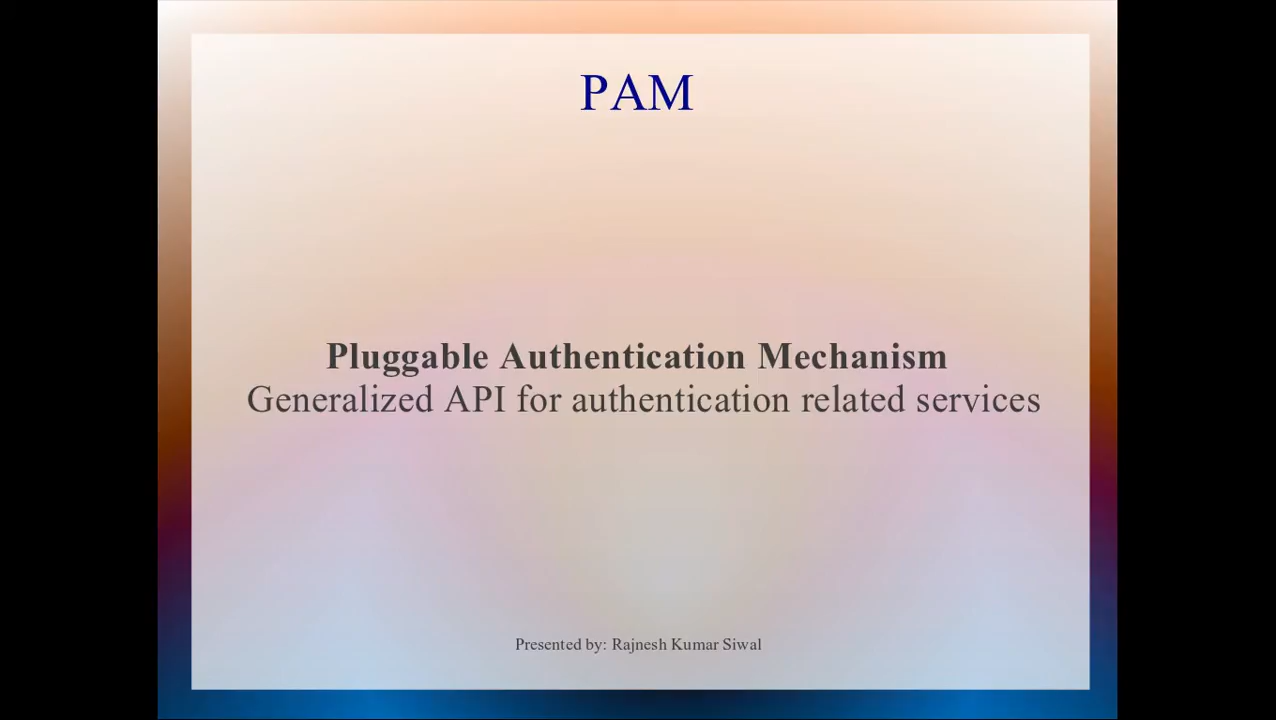 PAM
Pluggable Authentication Mechanism
Generalized API for authentication related services
Presented by: Rajnesh Kumar Siwal